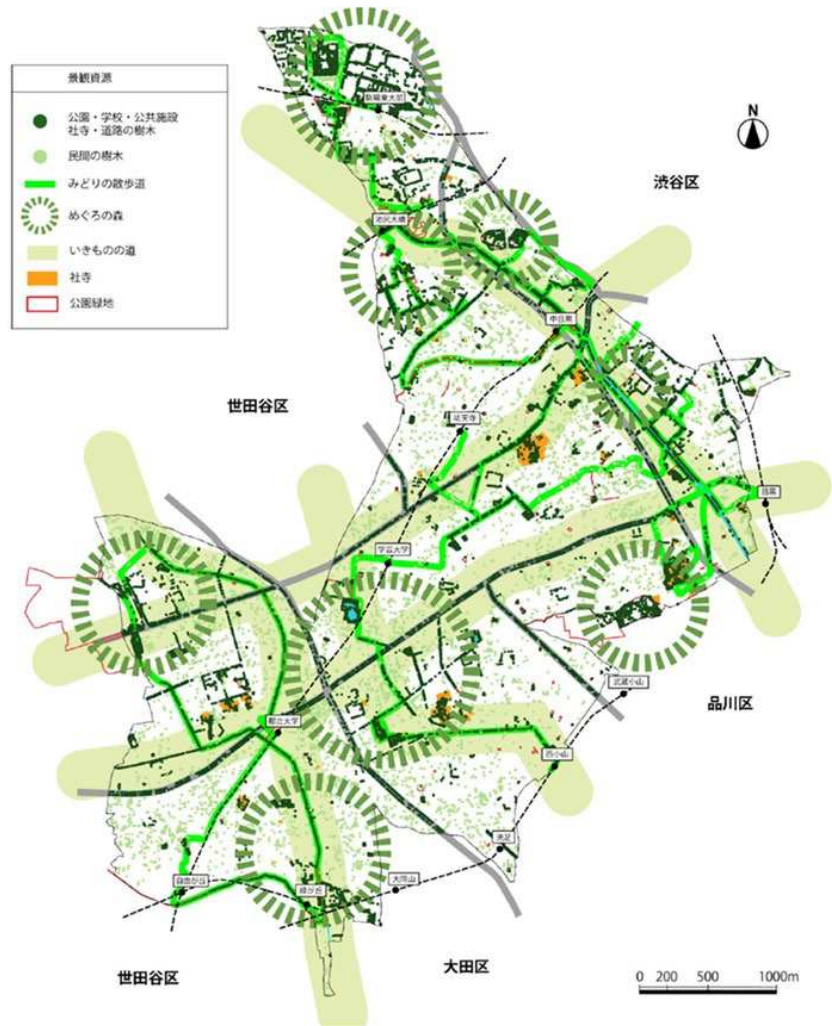 景観資源
公園・学校・公共施設
社寺・道路の樹木
民間の樹木
みどりの散歩道
めぐろの森
いきものの道
社寺
公園緑地
N
駒場東大前
渋谷区
池尻大橋
中目黒
世田谷区
祐天寺
目黒
学芸大学
武蔵小山
品川区
都立大学
西小山
洗足
自由が丘
緑が丘
大岡山
世田谷区
大田区
0 200 500 1000m